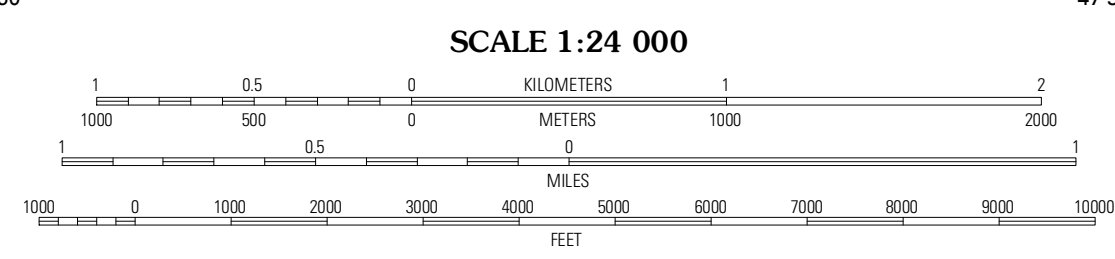 SCALE 1:24 000
1 0.5 0 KILOMETERS 1 2
1000 500 0 METERS 1000 2000
1 0.5 0 1
MILES
1000 0 1000 2000 3000 4000 5000 6000 7000 8000 9000 10000
FEET